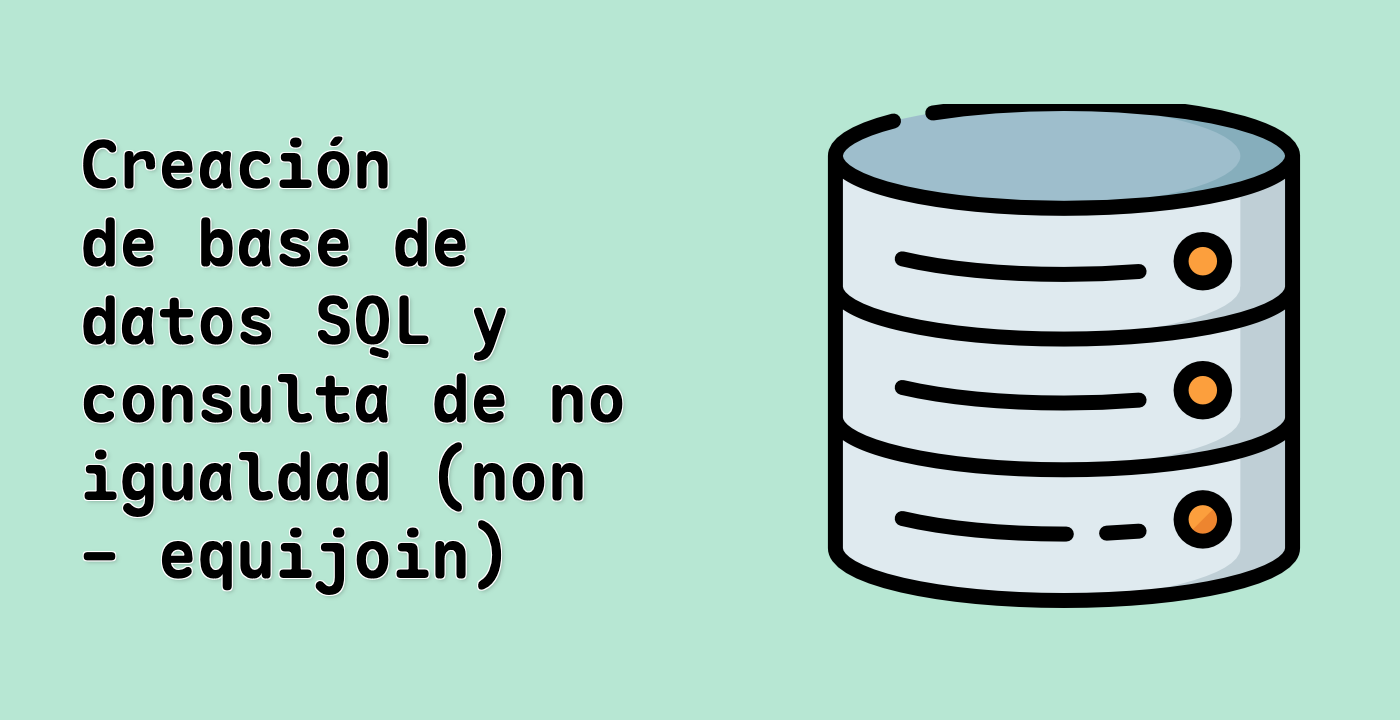 Creación
de base de
datos SQL y
consulta de no
igualdad (non
- equijoin)